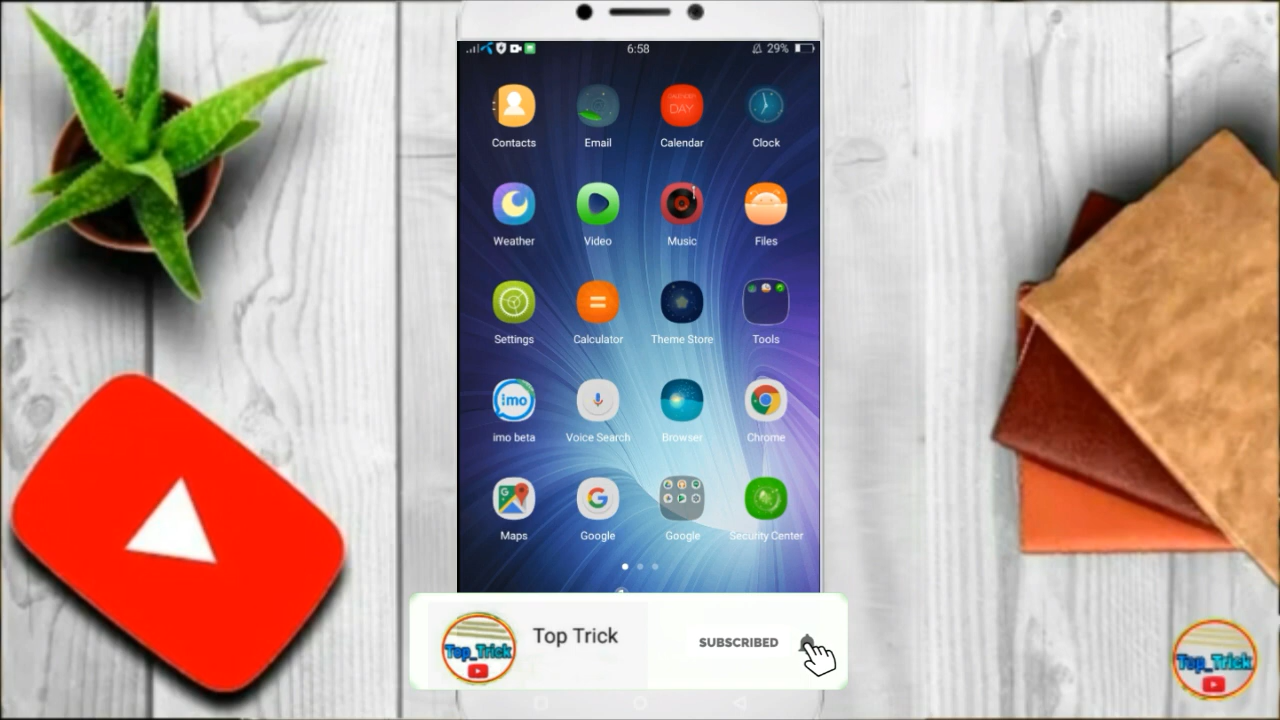 6:58
29%
Contacts
Email
DAY
Calendar
Clock
Weather
Video
Music
Files
Settings
Calculator
Theme Store
Tools
imo
imo beta
Voice Search
Browser
Chrome
Maps
Google
Google
Security Center
Top_Trick
Top Trick
SUBSCRIBED
Top_Trick